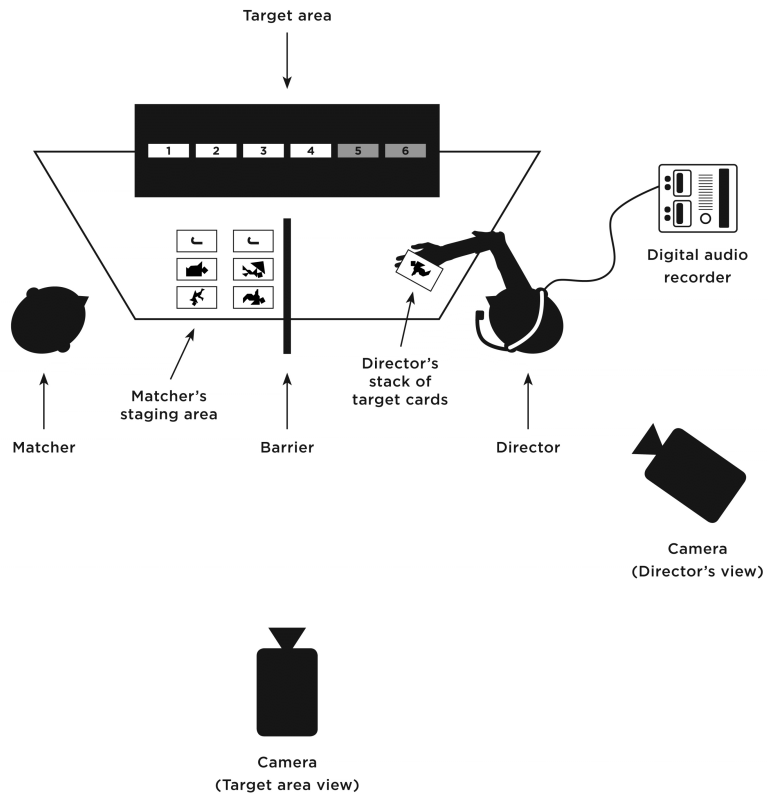 Target area
1 2 3 4 5 6
Digital audio
recorder
Director's
stack of
target cards
Matcher's
staging area
Matcher
Barrier
Director
Camera
(Director's view)
Camera
(Target area view)